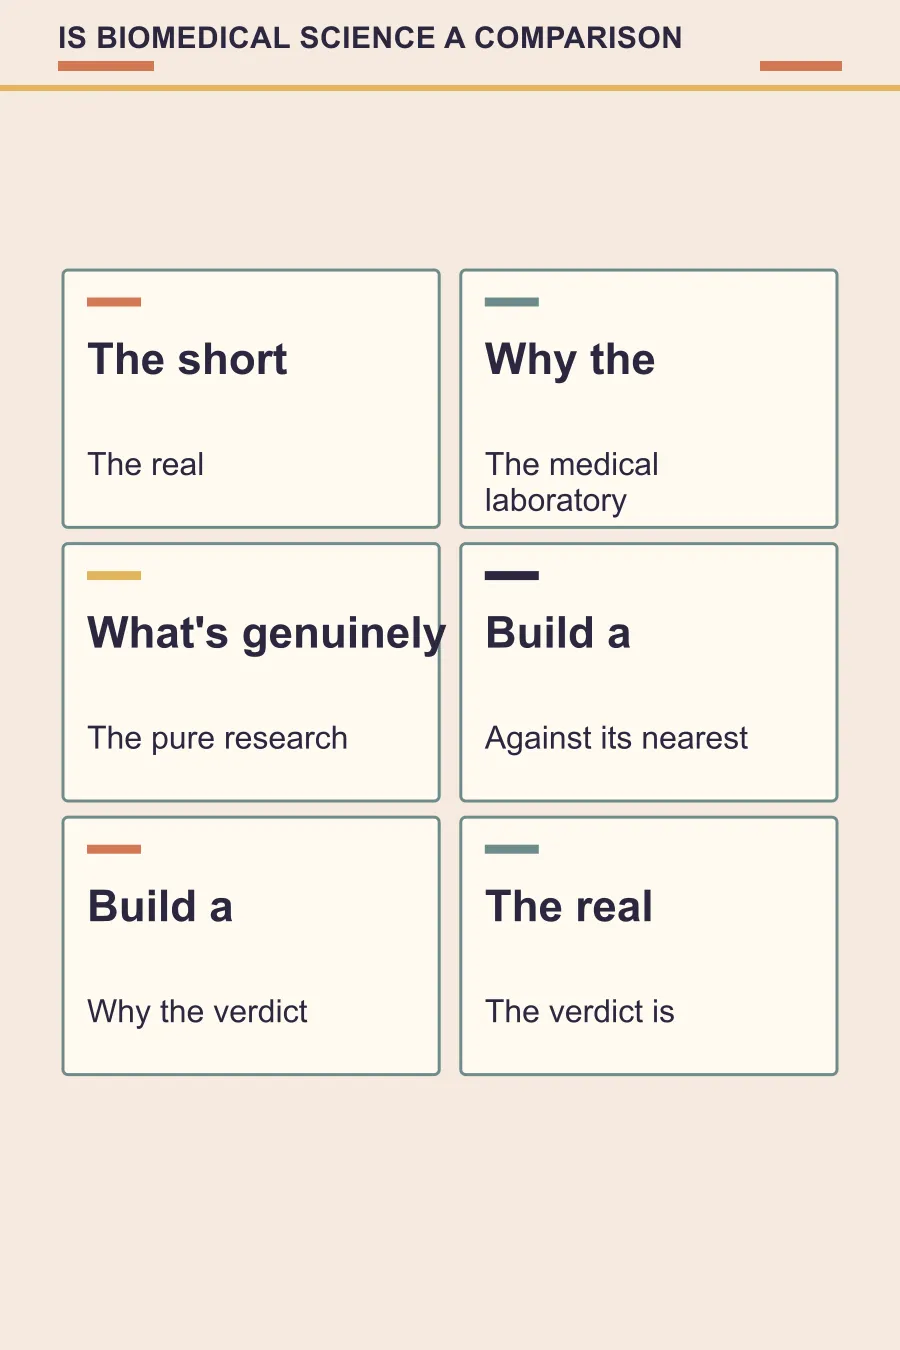 IS BIOMEDICAL SCIENCE A COMPARISON
The short
The real
Why the
The medical
laboratory
What's genuinely
The pure research
Build a
Against its nearest
Build a
Why the verdict
The real
The verdict is